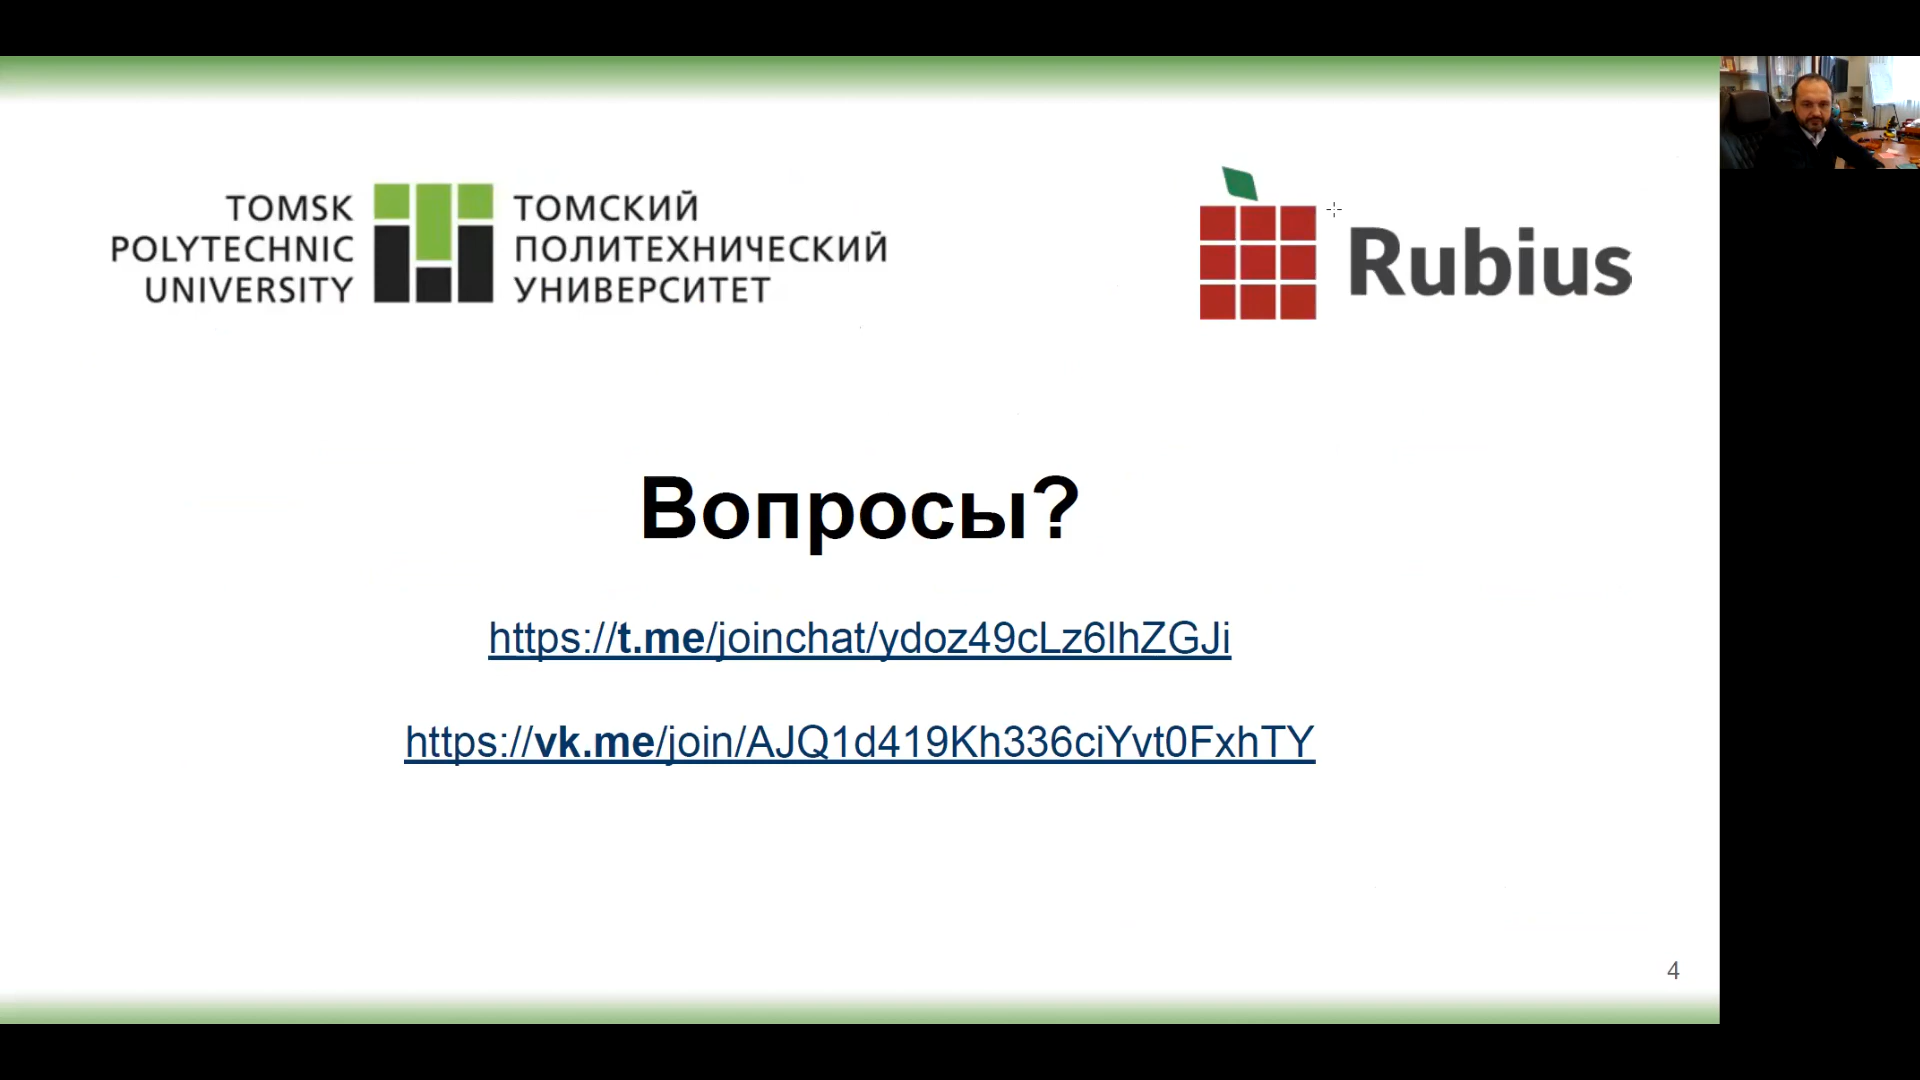 TOMSK
POLYTECHNIC
UNIVERSITY
ТОМСКИЙ
ПОЛИТЕХНИЧЕСКИЙ
УНИВЕРСИТЕТ
Rubius
Вопросы?
https://t.me/joinchat/ydoz49cLz6lhZGJi
https://vk.me/join/AJQ1d419Kh336ciYvt0FxhTY
4